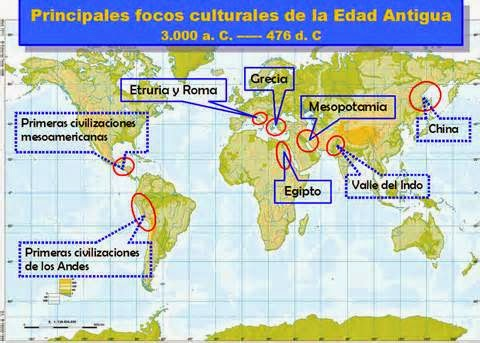 Principales focos culturales de la Edad Antigua
3.000 a. C. ------ 476 d. C
Grecia
Etruria y Roma
Mesopotamía
Primeras civilizaciones
mesoamericanas
China
Egipto
Valle del Indo
Primeras civilizaciones
de los Andes